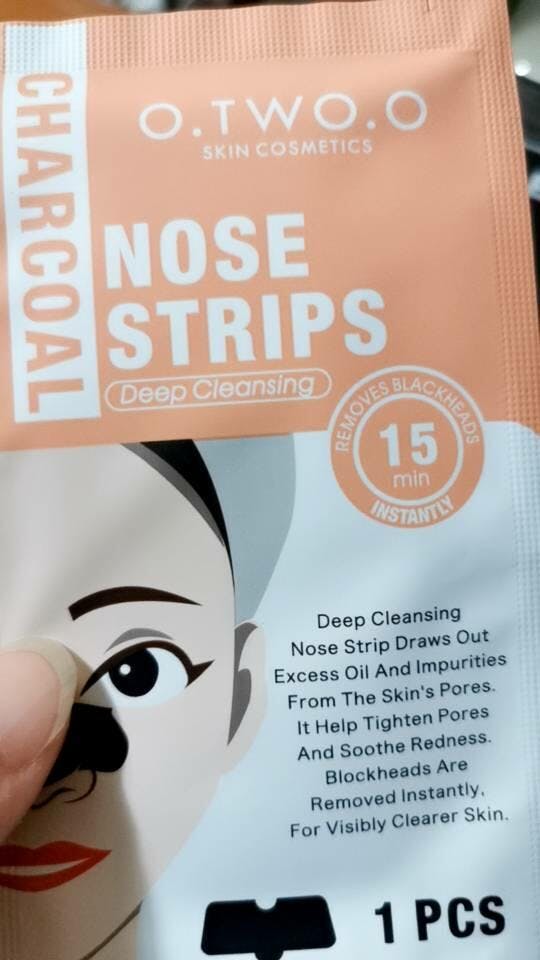 CHARCOAL
O.TWO.O
SKIN COSMETICS
NOSE
STRIPS
Deep Cleansing
REMOVES BLACKHEADS
15
min
INSTANTLY
Deep Cleansing
Nose Strip Draws Out
Excess Oil And Impurities
From The Skin's Pores.
It Help Tighten Pores
And Soothe Redness.
Blockheads Are
Removed Instantly,
For Visibly Clearer Skin.
1 PCS